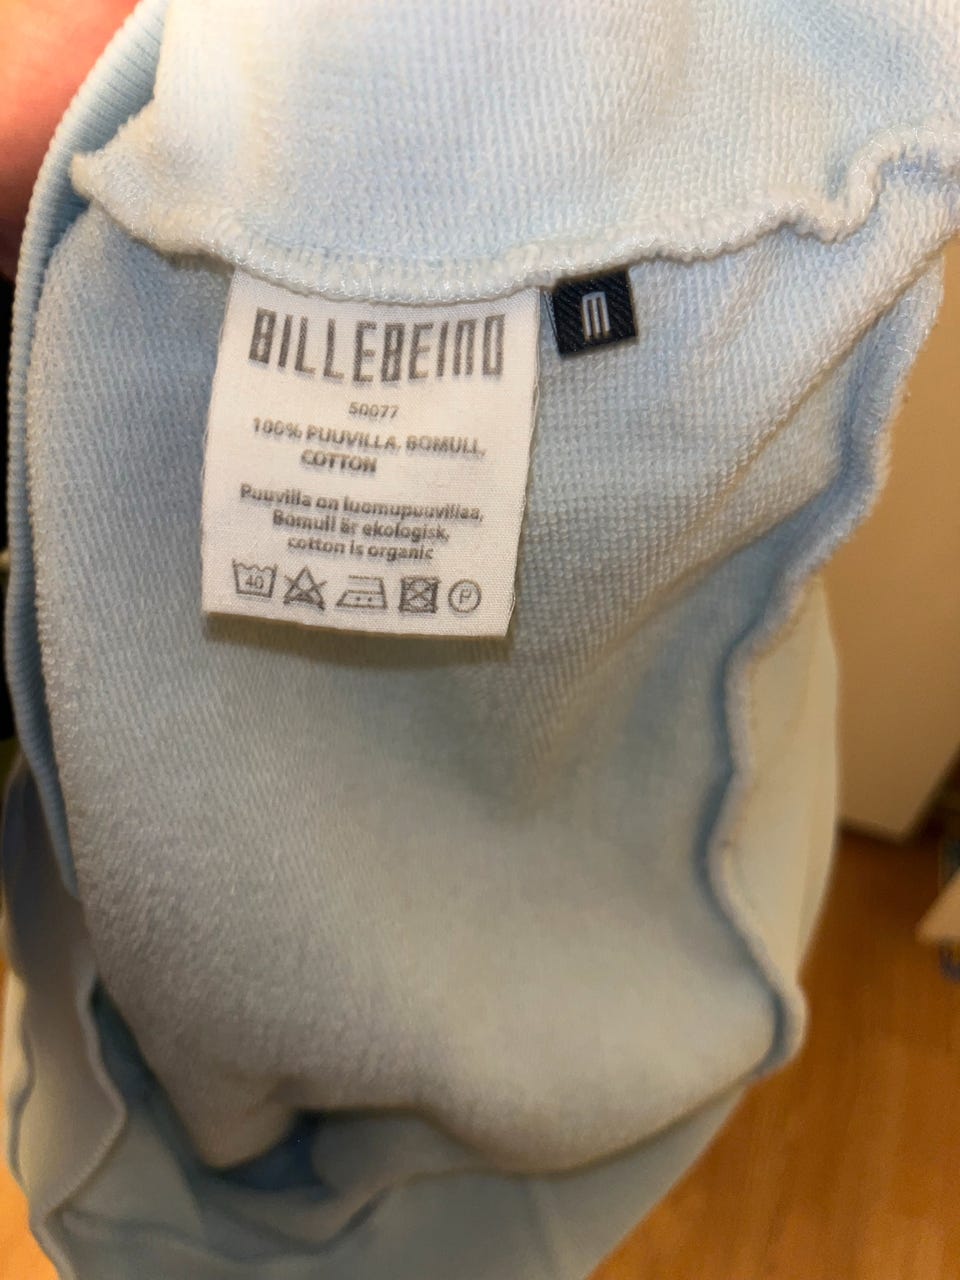 BILLEBEINO
M
50077
100% PUUVILLA, BOMULL,
COTTON
Puuvilla on luomupuuvillaa,
Bomull är ekologisk,
cotton is organic
40
P